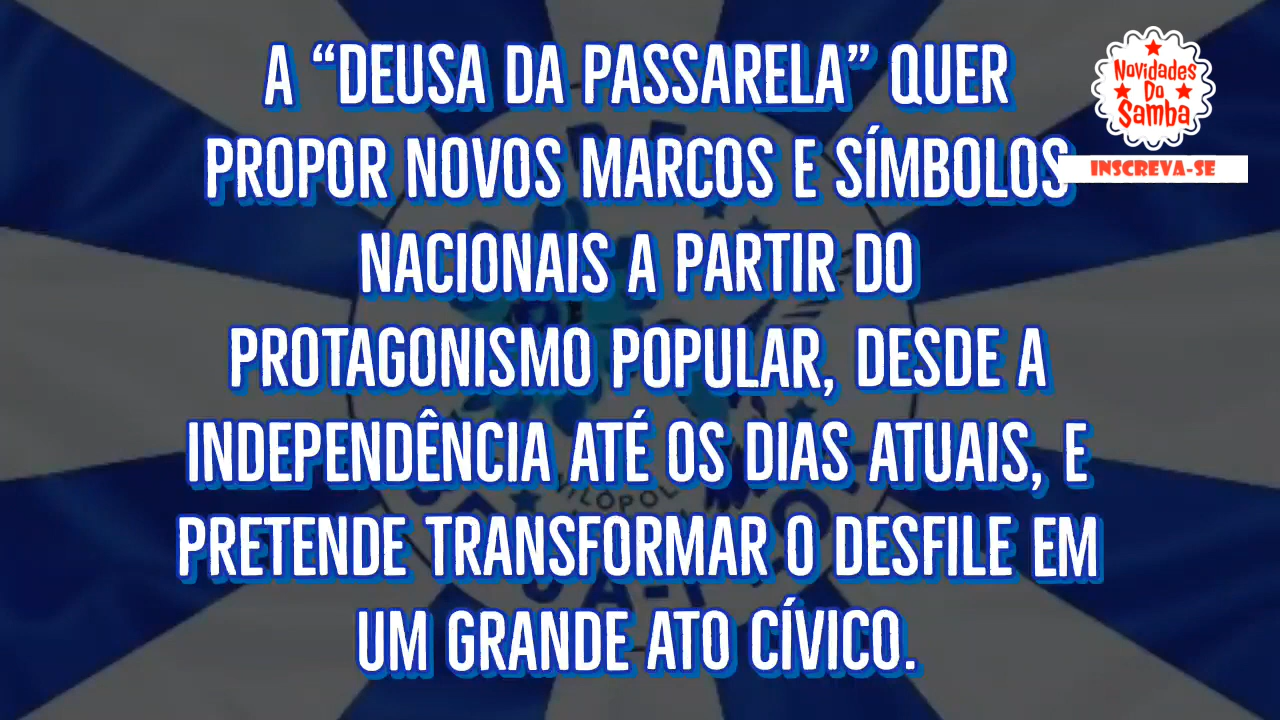 A “DEUSA DA PASSARELA” QUER
PROPOR NOVOS MARCOS E SÍMBOLOS
NACIONAIS A PARTIR DO
PROTAGONISMO POPULAR, DESDE A
INDEPENDÊNCIA ATÉ OS DIAS ATUAIS, E
PRETENDE TRANSFORMAR O DESFILE EM
UM GRANDE ATO CÍVICO.
Novidades
Do
Samba
INSCREVA-SE